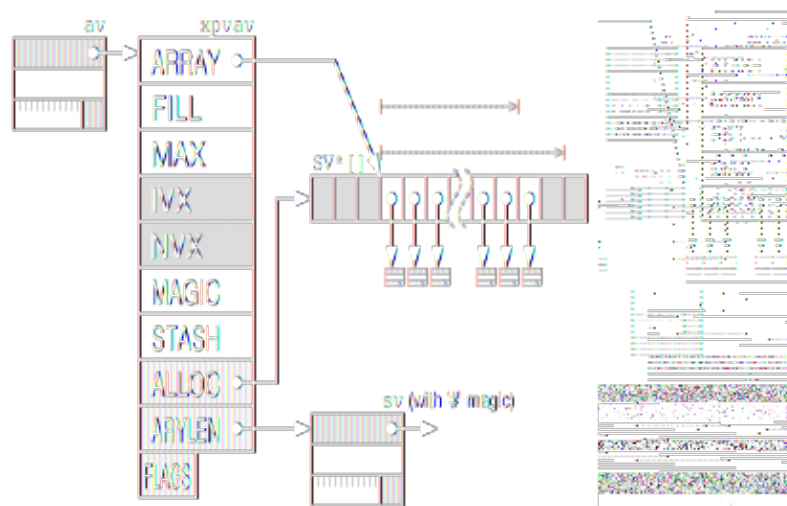 av
xpvav
ARRAY
FILL
MAX
SV* []
IVX
NVX
MAGIC
STASH
ALLOC
sv (with '#' magic)
ARYLEN
FLAGS